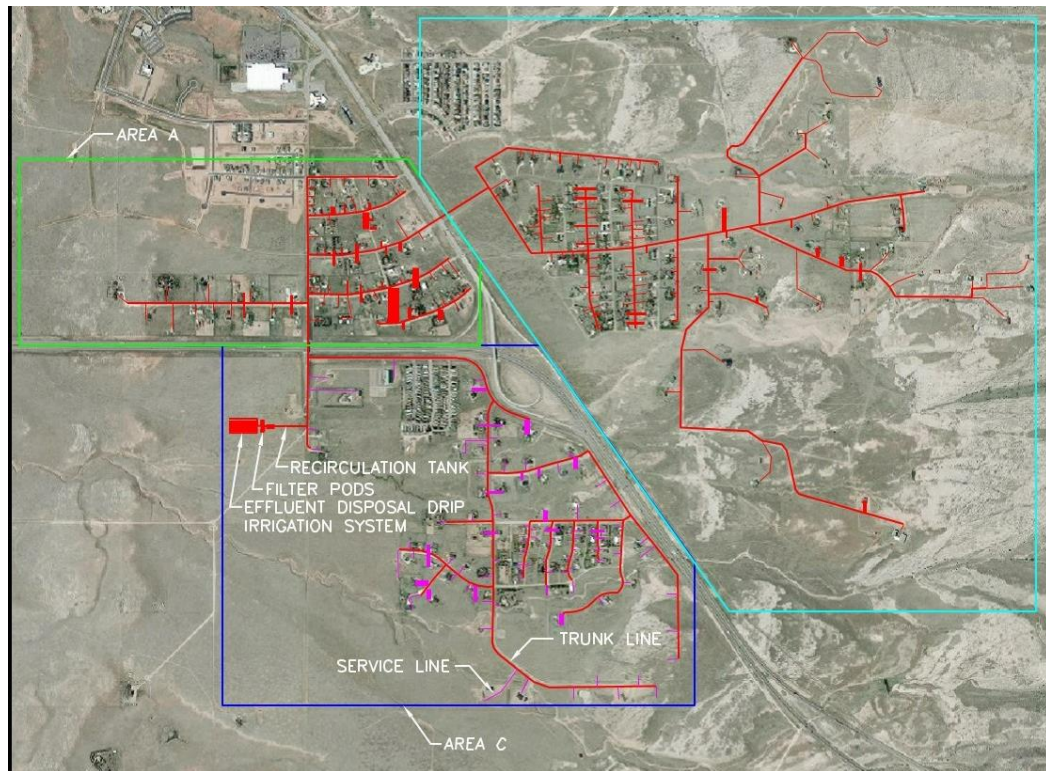 AREA A
RECIRCULATION TANK
FILTER PODS
EFFLUENT DISPOSAL DRIP
IRRIGATION SYSTEM
TRUNK LINE
SERVICE LINE
AREA C